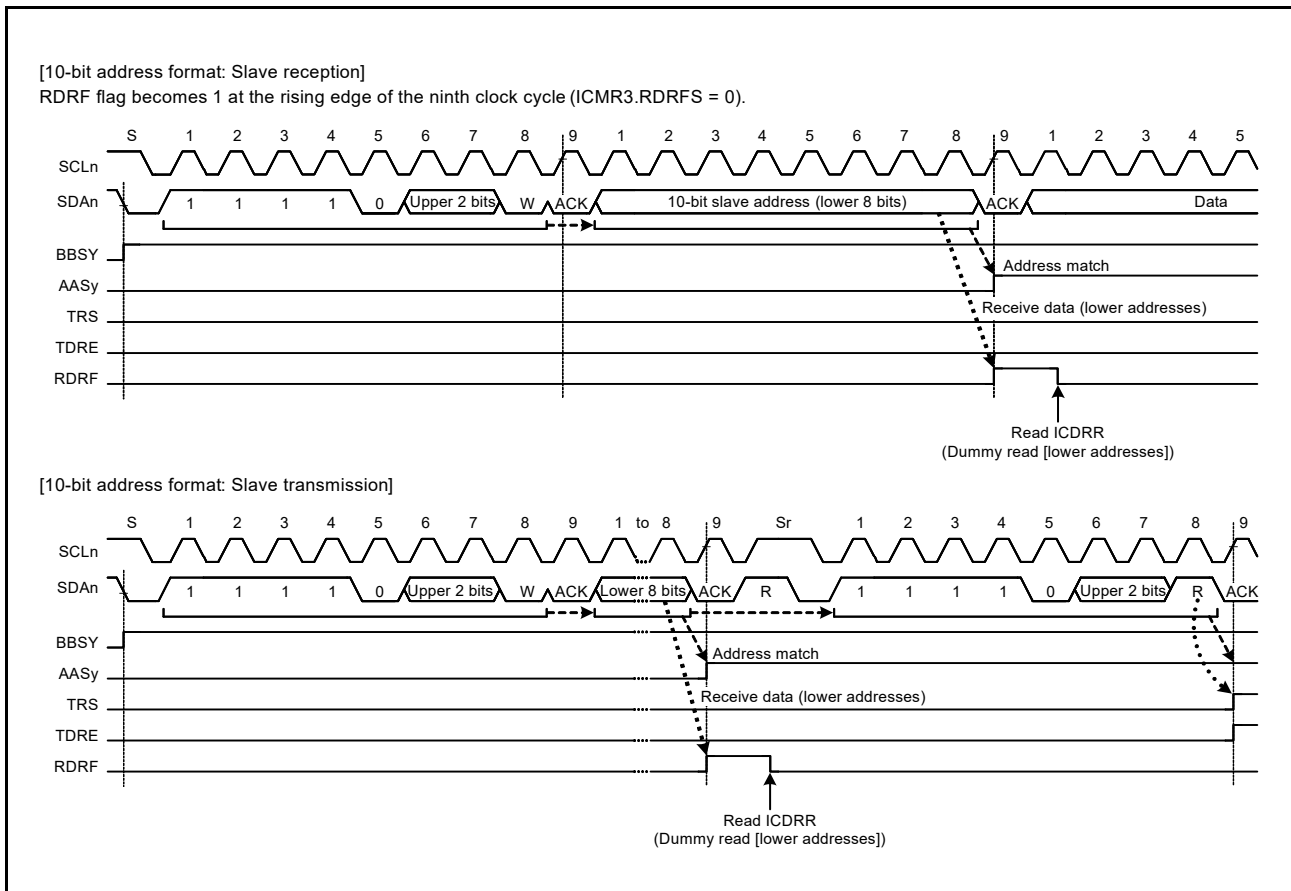 [10-bit address format: Slave reception]
RDRF flag becomes 1 at the rising edge of the ninth clock cycle (ICMR3.RDRFS = 0).
S 1 2 3 4 5 6 7 8 9 1 2 3 4 5 6 7 8 9 1 2 3 4 5
SCLn
SDAn 1 1 1 1 0 Upper 2 bits W ACK 10-bit slave address (lower 8 bits) ACK Data
BBSY
Address match
AASy
Receive data (lower addresses)
TRS
TDRE
RDRF
Read ICDRR
(Dummy read [lower addresses])
[10-bit address format: Slave transmission]
S 1 2 3 4 5 6 7 8 9 1 to 8 9 Sr 1 2 3 4 5 6 7 8 9
SCLn
SDAn 1 1 1 1 0 Upper 2 bits W ACK Lower 8 bits ACK R 1 1 1 1 0 Upper 2 bits R ACK
BBSY
Address match
AASy
Receive data (lower addresses)
TRS
TDRE
RDRF
Read ICDRR
(Dummy read [lower addresses])